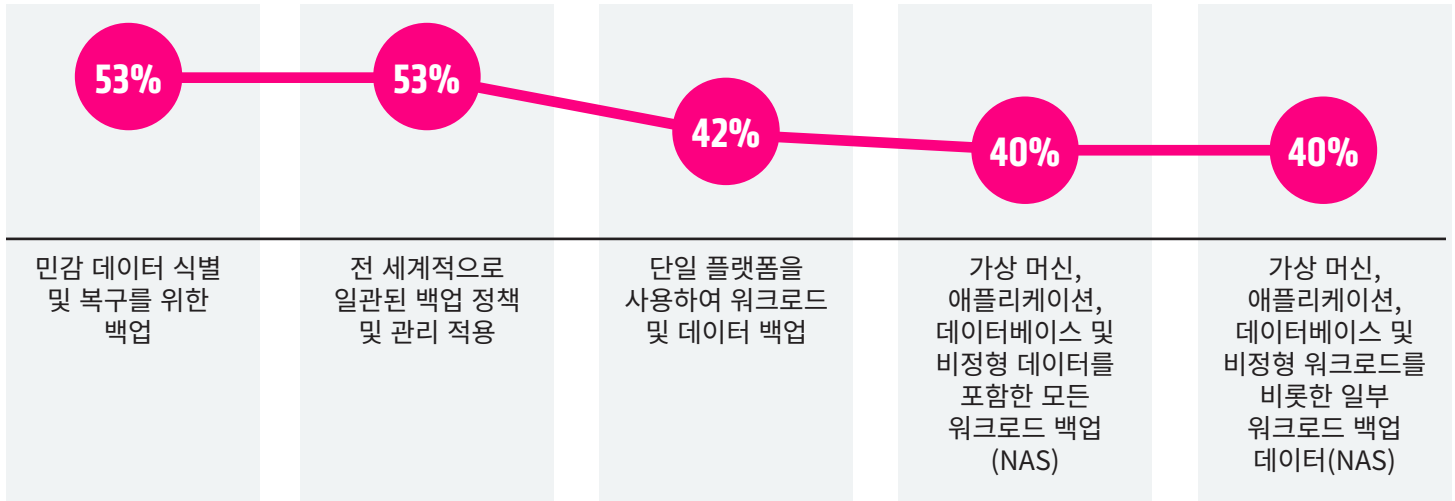 53%
53%
42%
40%
40%
민감 데이터 식별
및 복구를 위한
백업
전 세계적으로
일관된 백업 정책
및 관리 적용
단일 플랫폼을
사용하여 워크로드
및 데이터 백업
가상 머신,
애플리케이션,
데이터베이스 및
비정형 데이터를
포함한 모든
워크로드 백업
(NAS)
가상 머신,
애플리케이션,
데이터베이스 및
비정형 워크로드를
비롯한 일부
워크로드 백업
데이터(NAS)